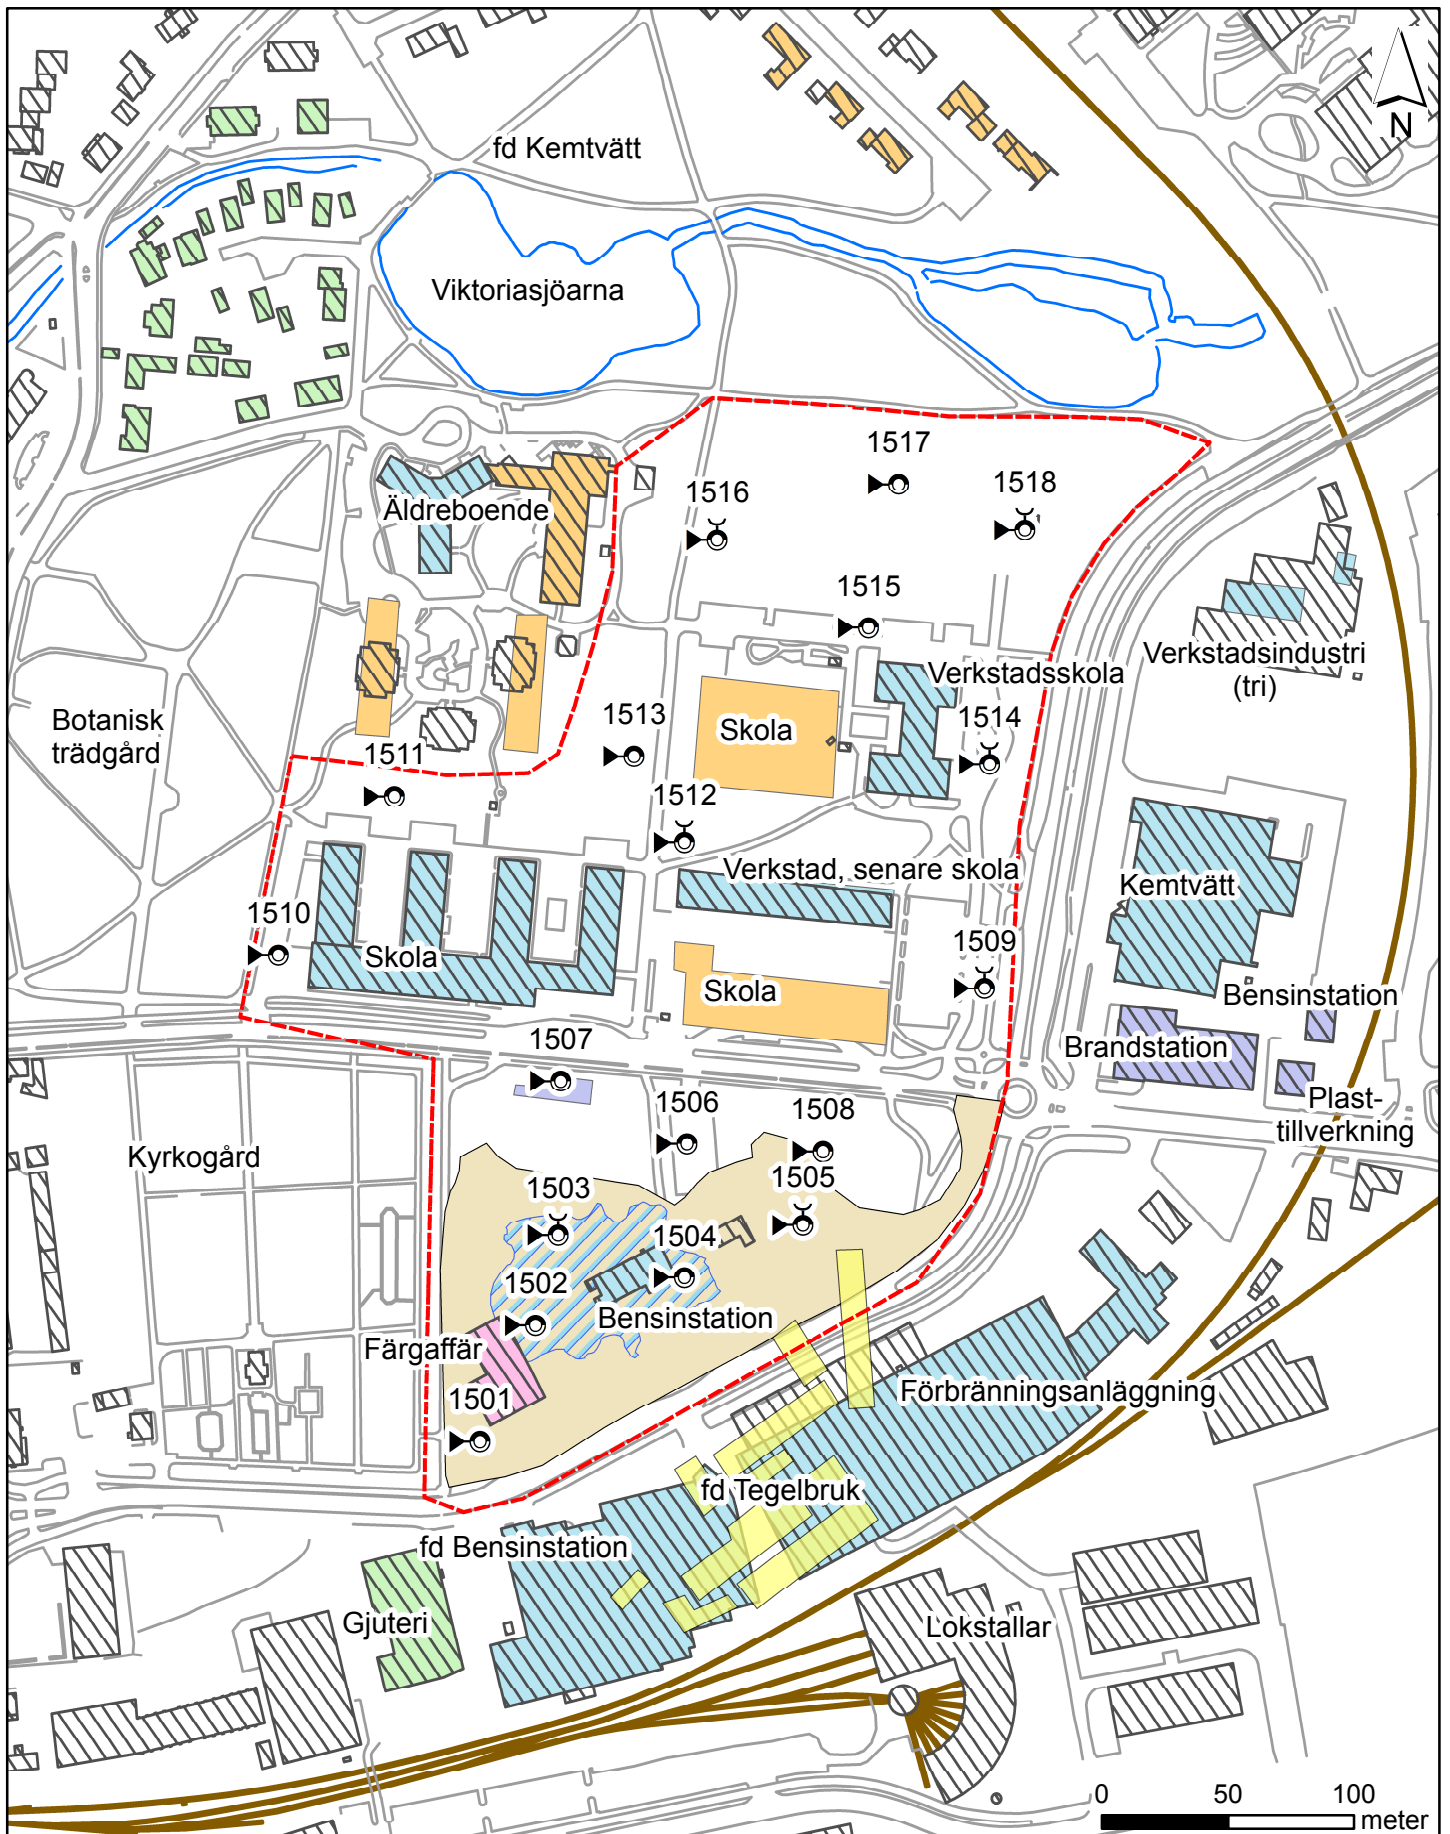 N
fd Kemtvätt
Viktoriasjöarna
1517
1518
1516
Äldreboende
1515
Verkstadsindustri
(tri)
Verkstadsskola
Botanisk
trädgård
1513
Skola
1514
1511
1512
Verkstad, senare skola
Kemtvätt
1510
Skola
1509
Skola
Bensinstation
1507
Brandstation
1506
1508
Plast-
tillverkning
Kyrkogård
1503
1505
1504
1502
Bensinstation
Färgaffär
1501
Förbränningsanläggning
fd Tegelbruk
fd Bensinstation
Gjuteri
Lokstallar
0 50 100
meter